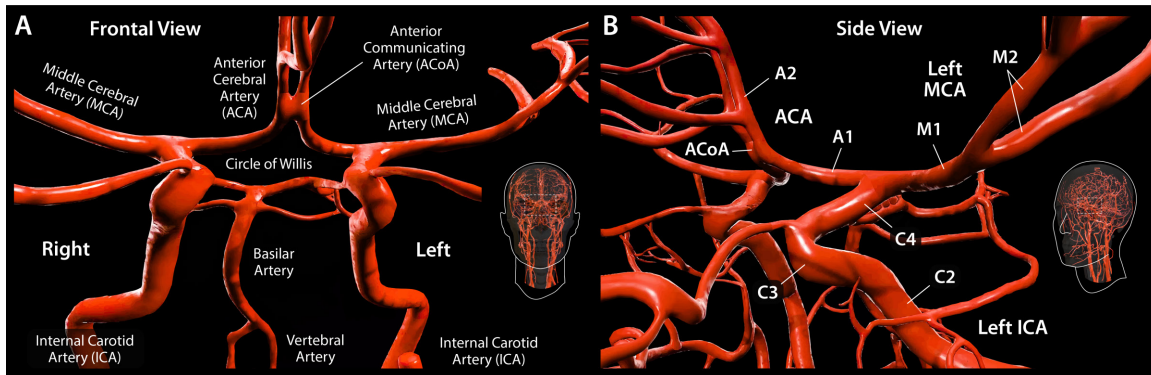 A
Frontal View
Anterior
Communicating
Artery (ACoA)
Middle Cerebral
Artery (MCA)
Anterior
Cerebral
Artery
(ACA)
Middle Cerebral
Artery (MCA)
Circle of Willis
Right
Basilar
Artery
Left
Internal Carotid
Artery (ICA)
Vertebral
Artery
Internal Carotid
Artery (ICA)
B
Side View
A2
ACA
Left
MCA
M2
ACoA
A1
M1
C4
C3
C2
Left ICA